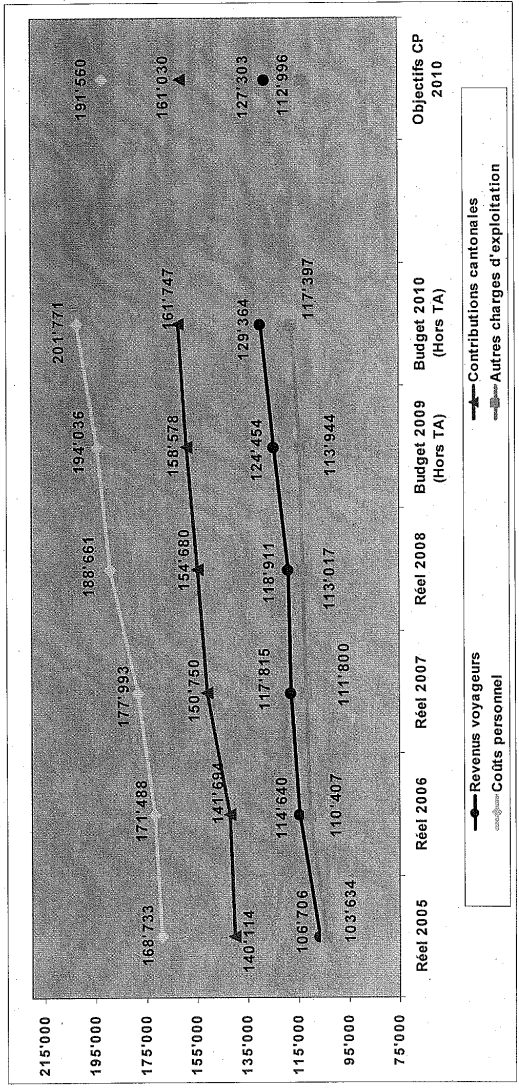 215'000
195'000
175'000
155'000
135'000
115'000
95'000
75'000
168'733
171'488
177'993
188'661
194'036
201'771
191'560
140'114
141'694
150'750
154'680
158'578
161'747
161'030
106'706
114'640
117'815
118'911
124'454
129'364
127'303
103'634
110'407
111'800
113'017
113'944
117'397
112'996
Réel 2005
Réel 2006
Réel 2007
Réel 2008
Budget 2009
(Hors TA)
Budget 2010
(Hors TA)
Objectifs CP
2010
Revenus voyageurs
Contributions cantonales
Coûts personnel
Autres charges d'exploitation